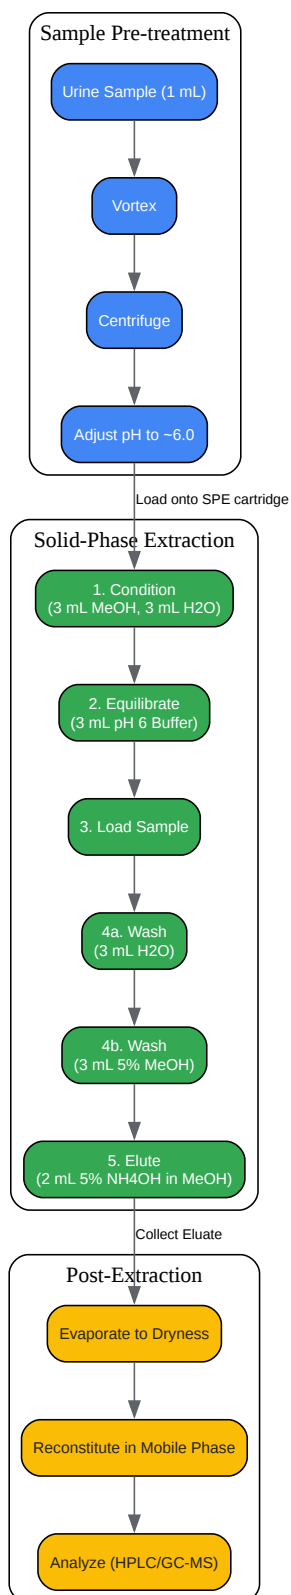 Sample Pre-treatment
Urine Sample (1 mL)
Vortex
Centrifuge
Adjust pH to ~6.0
Load onto SPE cartridge
Solid-Phase Extraction
1. Condition
(3 mL MeOH, 3 mL H2O)
2. Equilibrate
(3 mL pH 6 Buffer)
3. Load Sample
4a. Wash
(3 mL H2O)
4b. Wash
(3 mL 5% MeOH)
5. Elute
(2 mL 5% NH4OH in MeOH)
Collect Eluate
Post-Extraction
Evaporate to Dryness
Reconstitute in Mobile Phase
Analyze (HPLC/GC-MS)